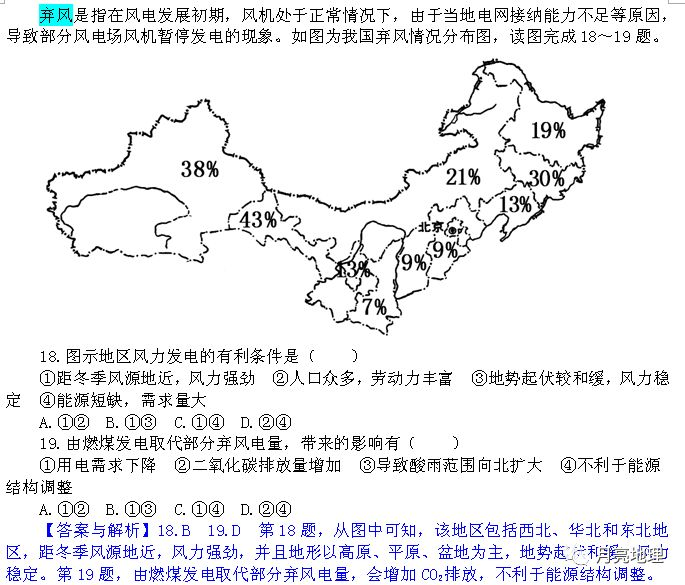 弃风是指在风电发展初期，风机处于正常情况下，由于当地电网接纳能力不足等原因，
导致部分风电场风机暂停发电的现象。如图为我国弃风情况分布图，读图完成18～19题。
19%
38%
21%
30%
13%
43%
北京
9%
9%
13%
7%
18.图示地区风力发电的有利条件是（　　）
①距冬季风源地近，风力强劲　②人口众多，劳动力丰富　③地势起伏较和缓，风力稳
定　④能源短缺，需求量大
A.①②　B.①③　C.①④　D.②④
19.由燃煤发电取代部分弃风电量，带来的影响有（　　）
①用电需求下降　②二氧化碳排放量增加　③导致酸雨范围向北扩大　④不利于能源
结构调整
A.①②　B.①③　C.①④　D.②④
【答案与解析】18.B　19.D　第18题，从图中可知，该地区包括西北、华北和东北地
区，距冬季风源地近，风力强劲，并且地形以高原、平原、盆地为主，地势起伏和缓，风力
稳定。第19题，由燃煤发电取代部分弃风电量，会增加CO₂排放，不利于能源结构调整。
月亮地理